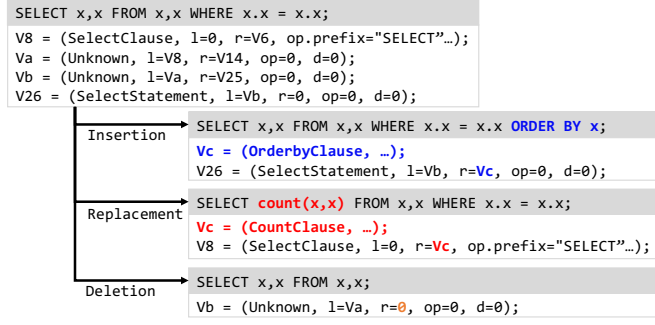 SELECT x,x FROM x,x WHERE x.x = x.x;
V8 = (SelectClause, l=0, r=V6, op.prefix="SELECT”…);
Va = (Unknown, l=V8, r=V14, op=0, d=0);
Vb = (Unknown, l=Va, r=V25, op=0, d=0);
V26 = (SelectStatement, l=Vb, r=0, op=0, d=0);
Insertion
SELECT x,x FROM x,x WHERE x.x = x.x ORDER BY x;
Vc = (OrderbyClause, …);
V26 = (SelectStatement, l=Vb, r=Vc, op=0, d=0);
Replacement
SELECT count(x,x) FROM x,x WHERE x.x = x.x;
Vc = (CountClause, …);
V8 = (SelectClause, l=0, r=Vc, op.prefix="SELECT”…);
Deletion
SELECT x,x FROM x,x;
Vb = (Unknown, l=Va, r=0, op=0, d=0);